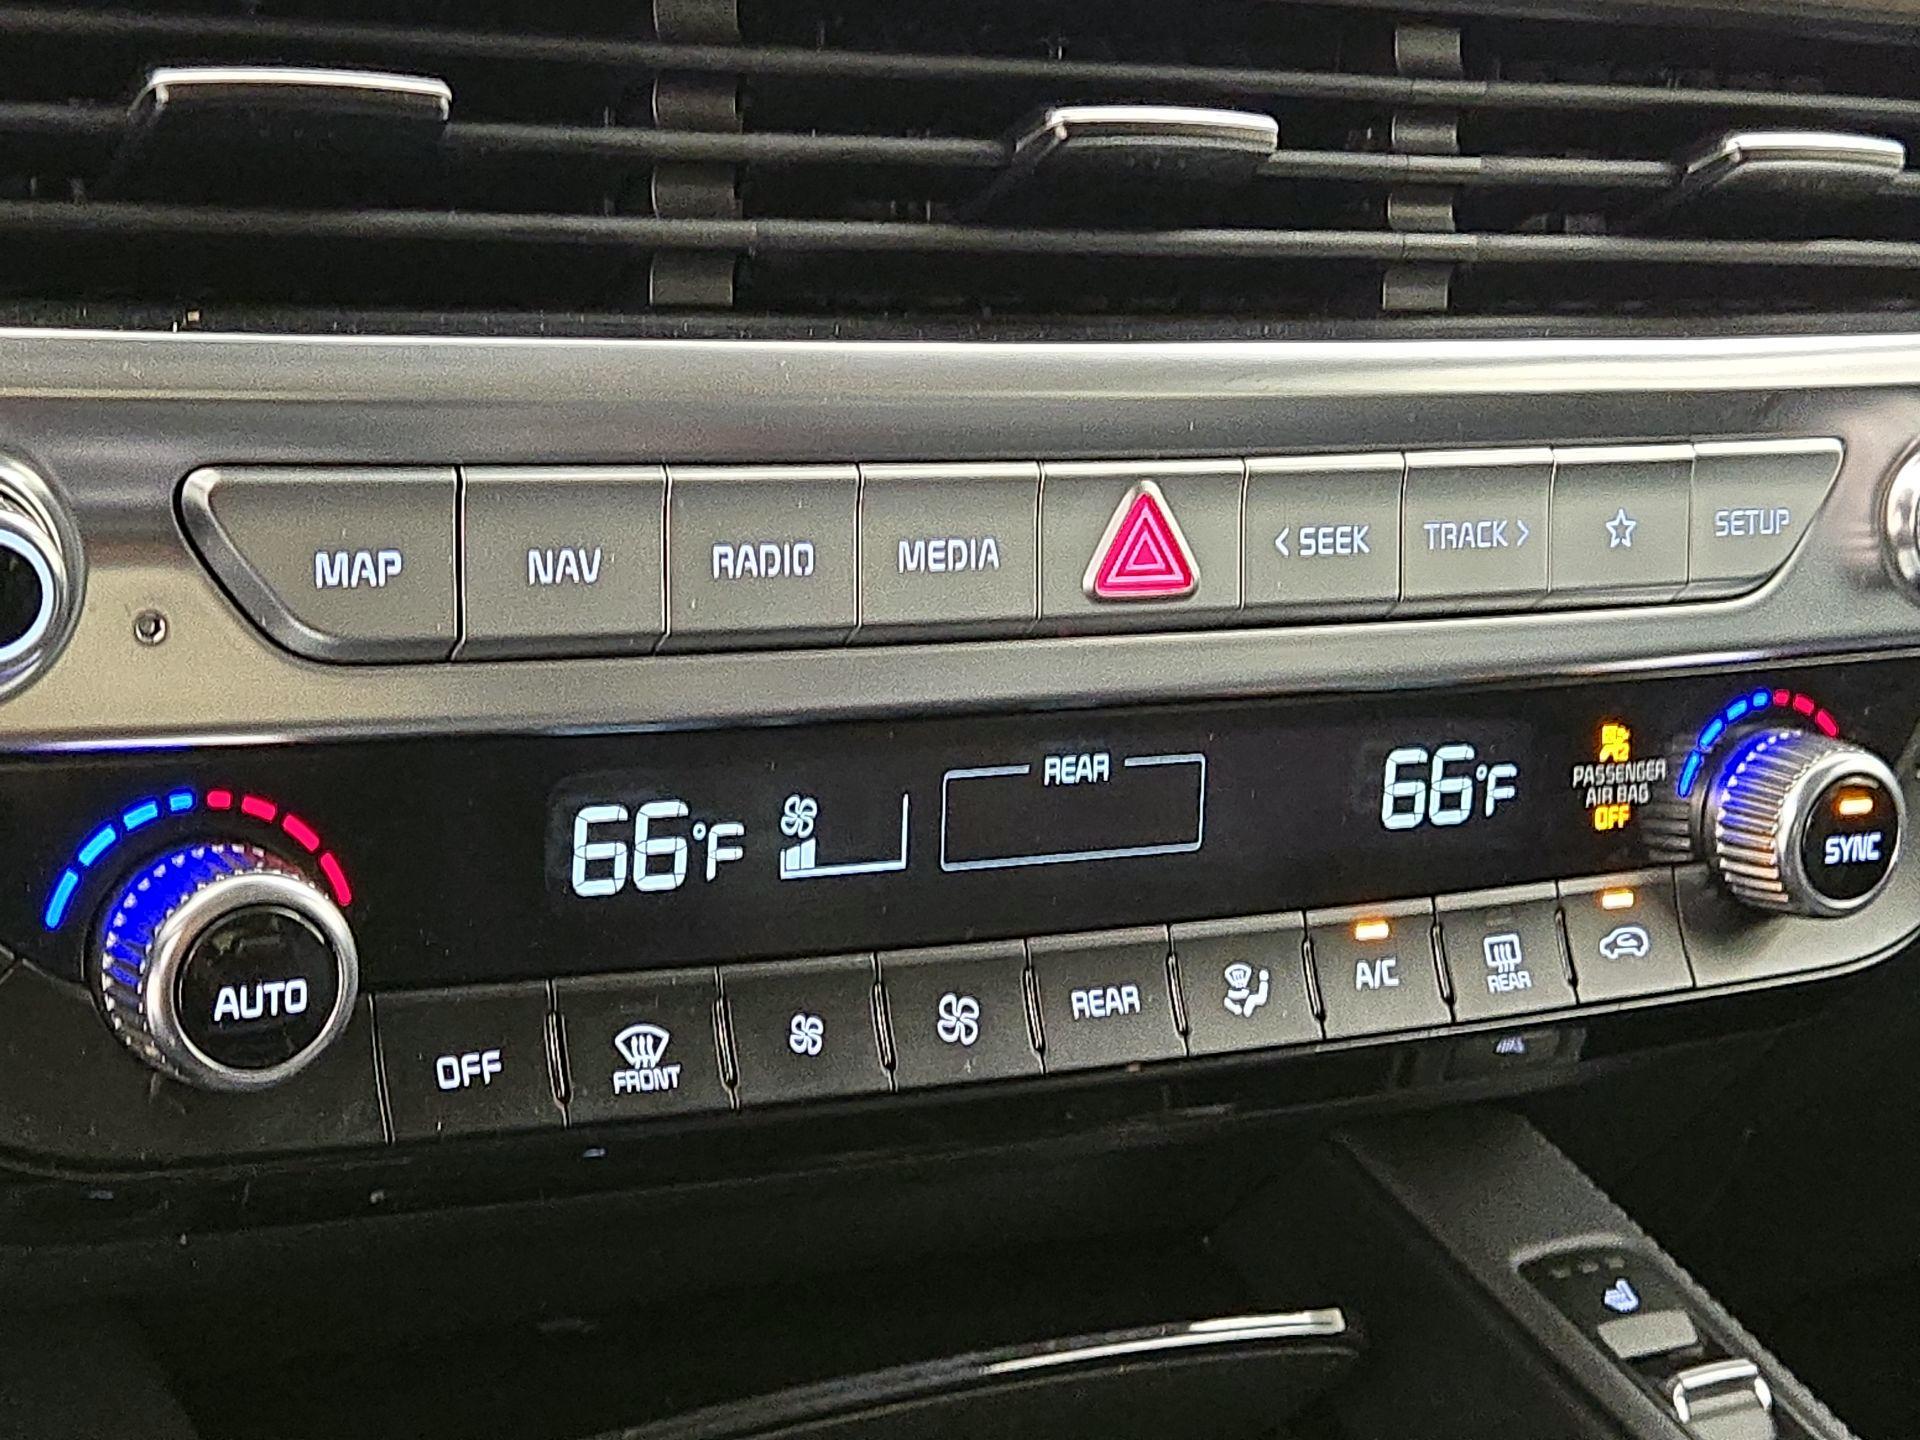 MAP
NAV
RADIO
MEDIA
< SEEK
TRACK >
SETUP
66°F
REAR
66°F
PASSENGER
AIR BAG
OFF
SYNC
AUTO
OFF
FRONT
REAR
A/C
REAR